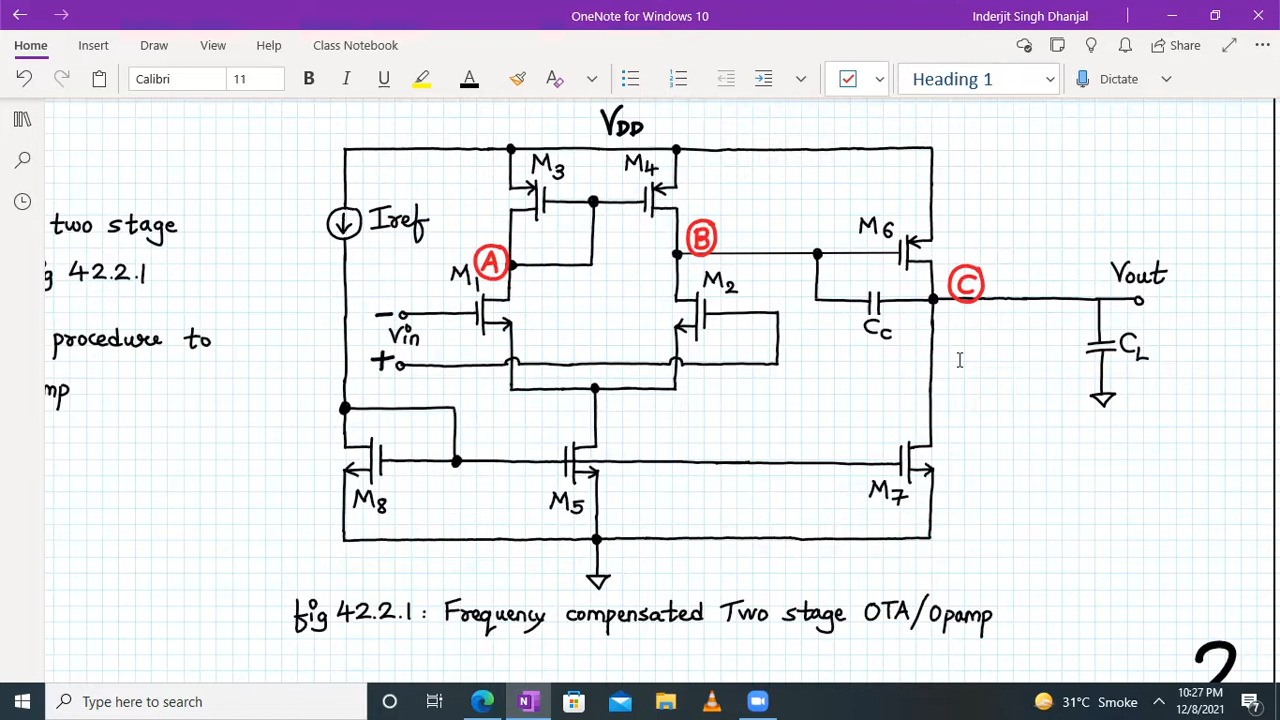 OneNote for Windows 10
Inderjit Singh Dhanjal
Home Insert Draw View Help Class Notebook
Share
Calibri 11 B I U A A Heading 1 Dictate
VDD
M3 M4
two stage
Iref
M6
B
fig 42.2.1
A
C
M1
M2
Vout
procedure to
- Vin
Cc
CL
+
M8
M5
M7
fig 42.2.1 : Frequency compensated Two stage OTA/Opamp
2
Type here to search
31°C Smoke
10:27 PM
12/8/2021
7